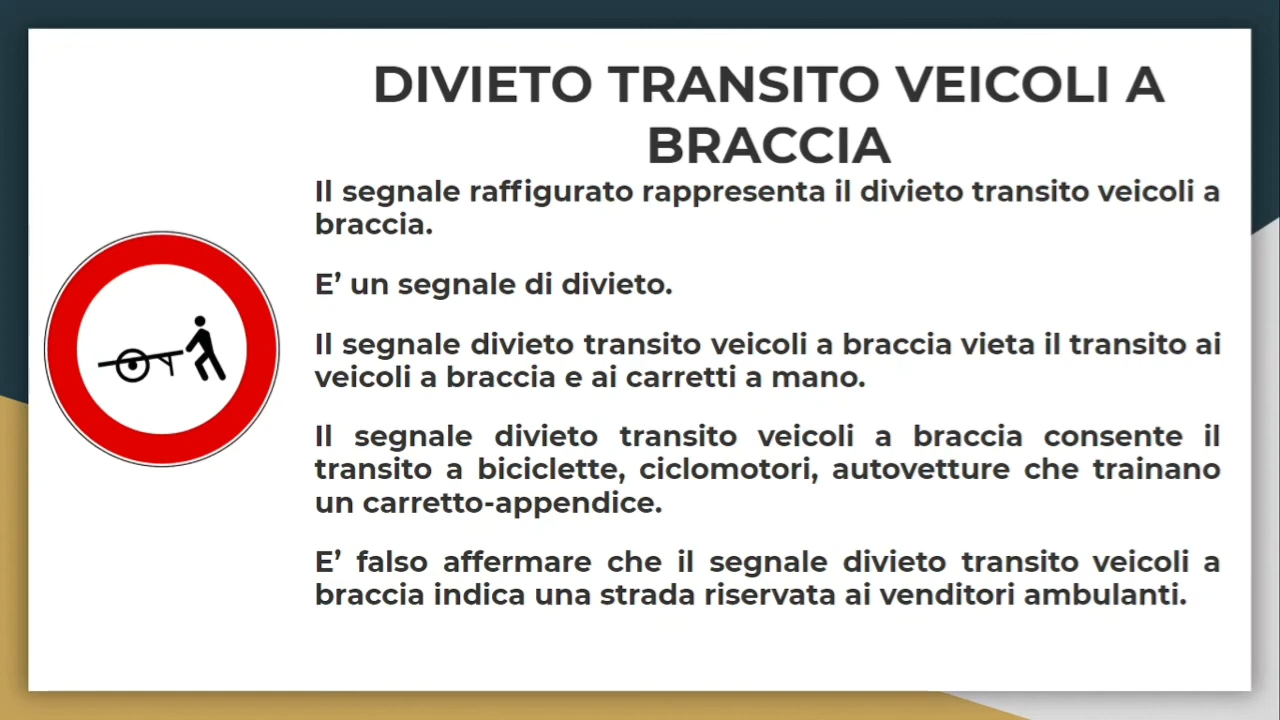 DIVIETO TRANSITO VEICOLI A
BRACCIA
Il segnale raffigurato rappresenta il divieto transito veicoli a
braccia.
E’ un segnale di divieto.
Il segnale divieto transito veicoli a braccia vieta il transito ai
veicoli a braccia e ai carretti a mano.
Il segnale divieto transito veicoli a braccia consente il
transito a biciclette, ciclomotori, autovetture che trainano
un carretto-appendice.
E’ falso affermare che il segnale divieto transito veicoli a
braccia indica una strada riservata ai venditori ambulanti.